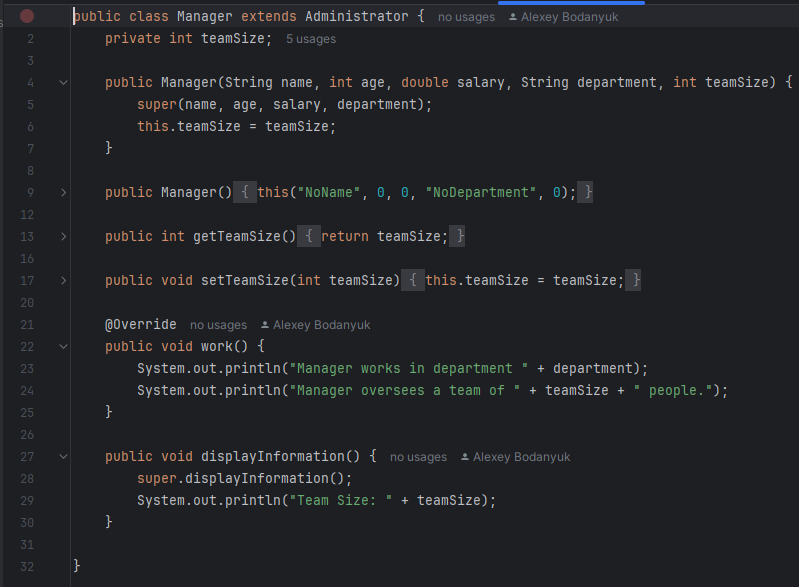 public class Manager extends Administrator { no usages Alexey Bodanyuk
2 private int teamSize; 5 usages
3
4 public Manager(String name, int age, double salary, String department, int teamSize) {
5 super(name, age, salary, department);
6 this.teamSize = teamSize;
7 }
8
9 public Manager() { this("NoName", 0, 0, "NoDepartment", 0); }
12
13 public int getTeamSize() { return teamSize; }
16
17 public void setTeamSize(int teamSize) { this.teamSize = teamSize; }
20
21 @Override no usages Alexey Bodanyuk
22 public void work() {
23 System.out.println("Manager works in department " + department);
24 System.out.println("Manager oversees a team of " + teamSize + " people.");
25 }
26
27 public void displayInformation() { no usages Alexey Bodanyuk
28 super.displayInformation();
29 System.out.println("Team Size: " + teamSize);
30 }
31
32 }